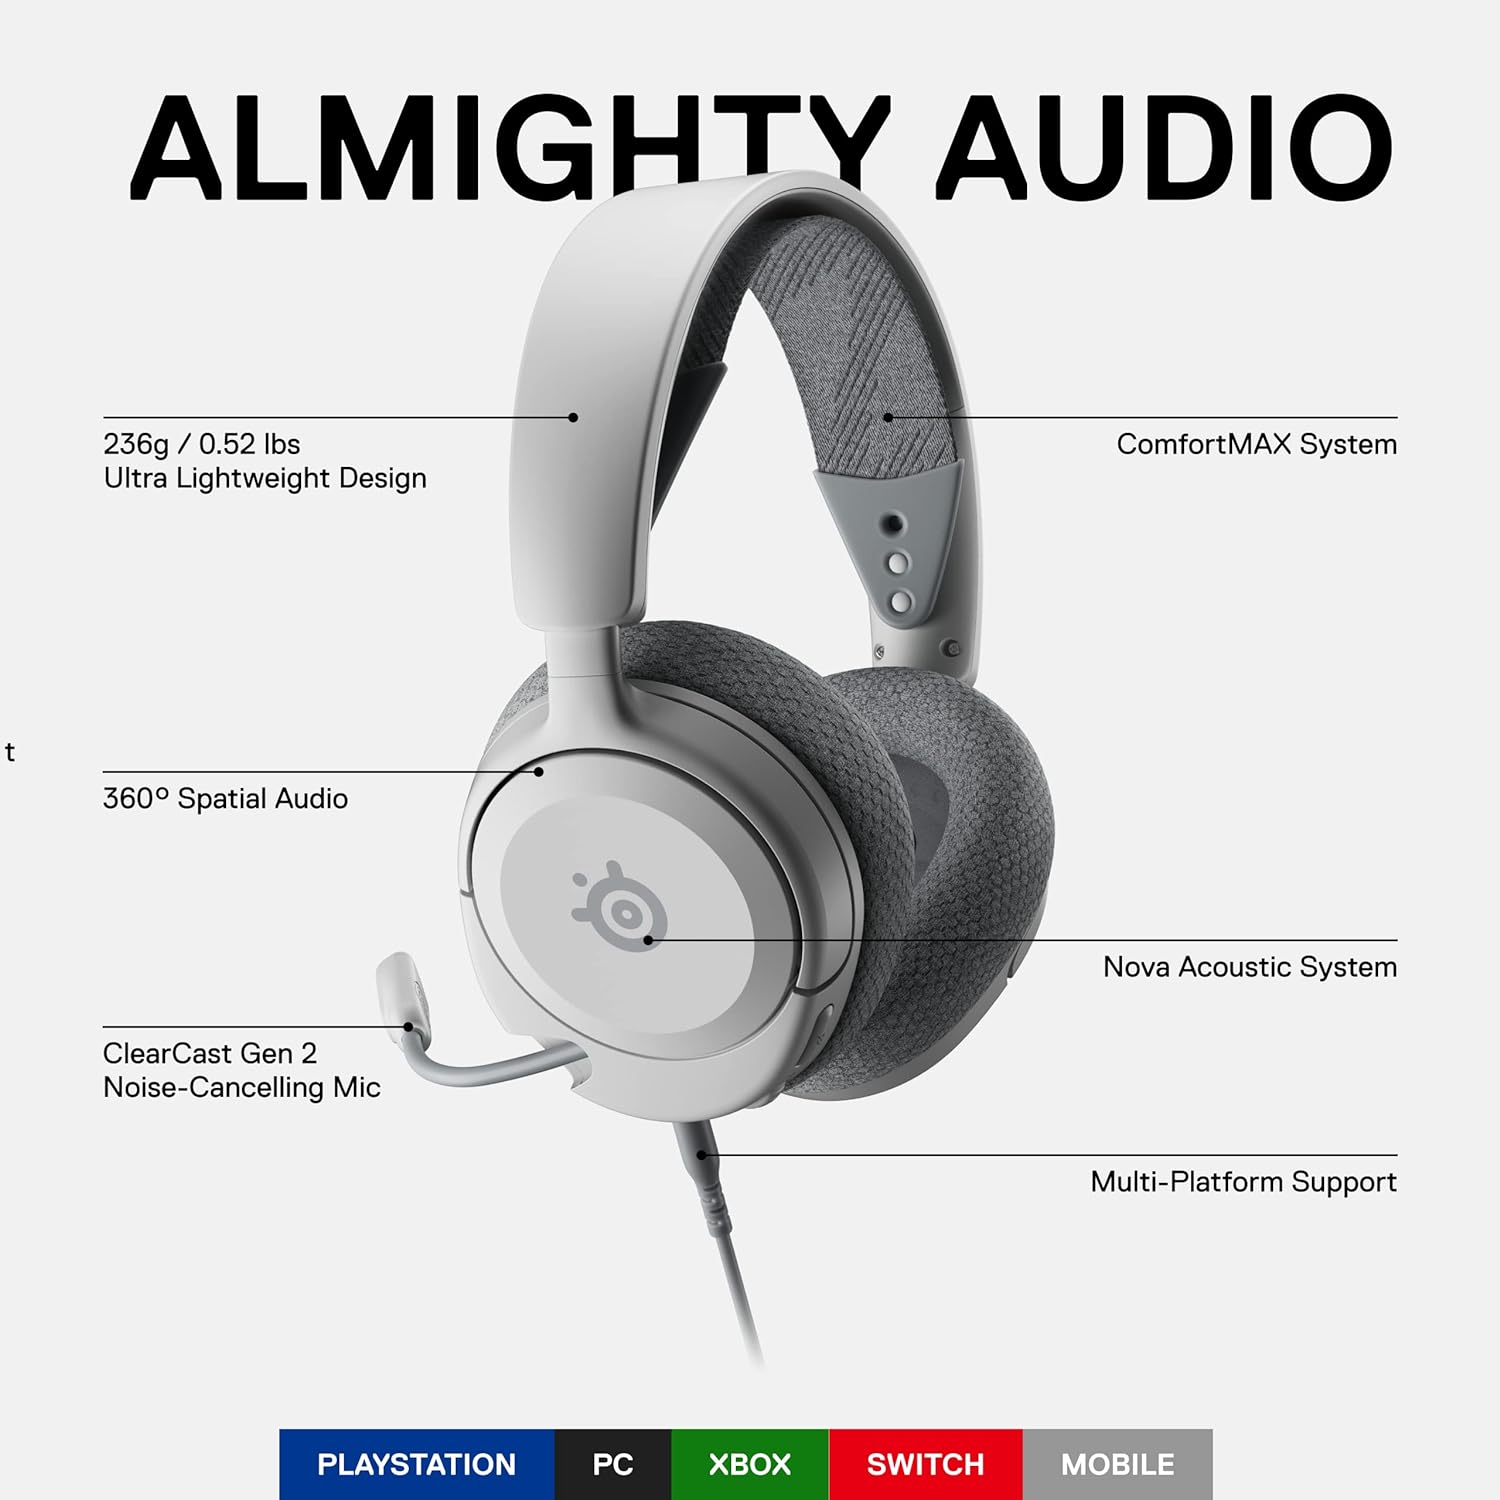 ALMIGHTY AUDIO
236g / 0.52 lbs
Ultra Lightweight Design
ComfortMAX System
t
360° Spatial Audio
Nova Acoustic System
ClearCast Gen 2
Noise-Cancelling Mic
Multi-Platform Support
PLAYSTATION
PC
XBOX
SWITCH
MOBILE